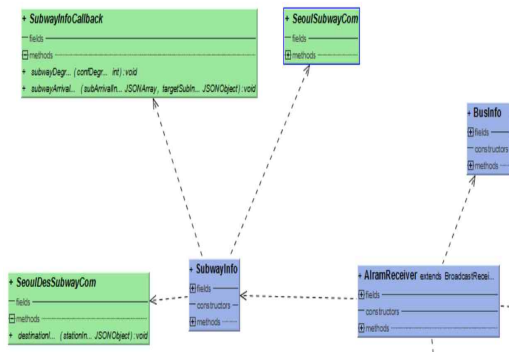 + SubwayInfoCallback
fields
methods
+ subwayDegr... (confDegr... int):void
+ subwayArrival... (subArrivalIn... JSONArray, targetSubIn... JSONObject):void
+ SeoulSubwayCom
fields
methods
+ BusInfo
fields
constructors
methods
+ SeoulDesSubwayCom
fields
methods
+ destinationI... (stationIn... JSONObject):void
+ SubwayInfo
fields
constructors
methods
+ AlramReceiver extends BroadcastRecei...
fields
constructors
methods